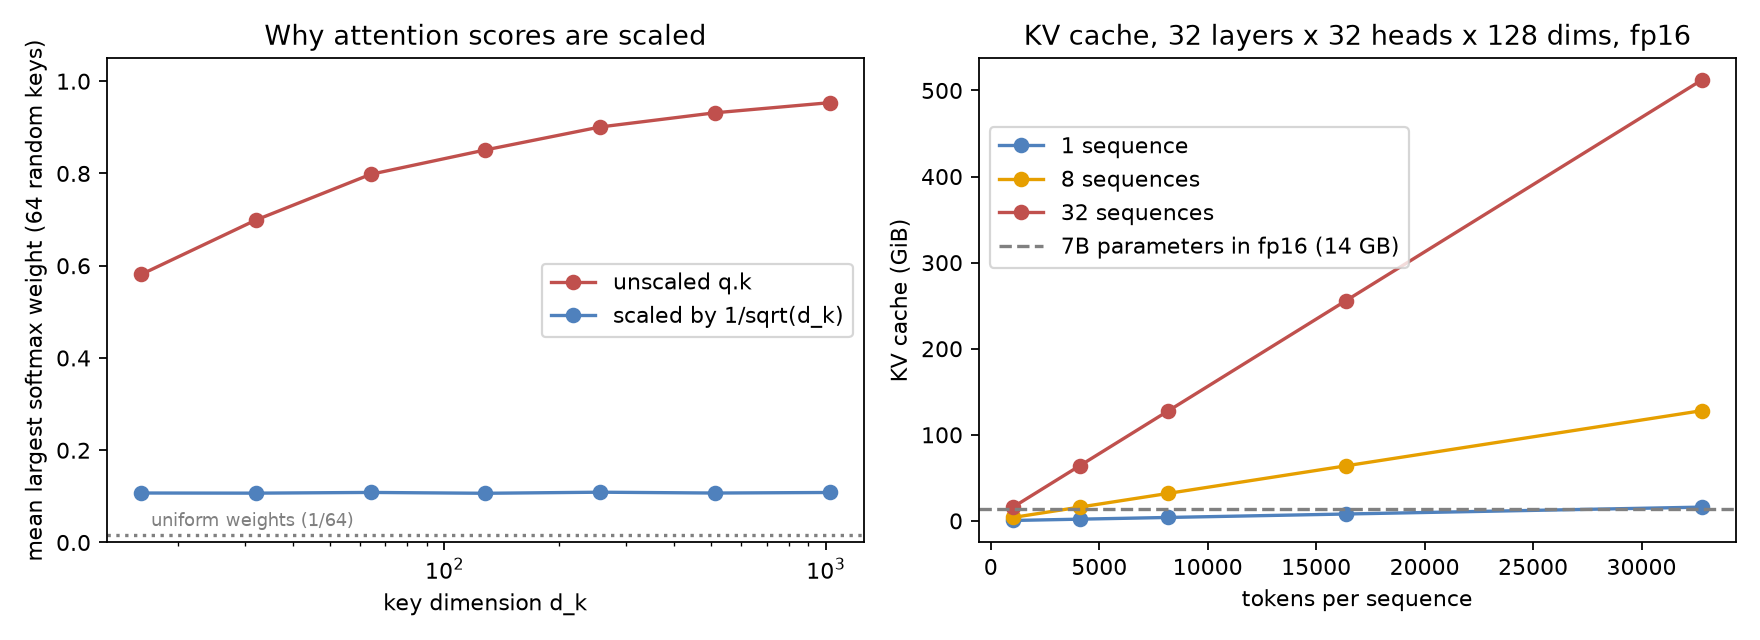 Why attention scores are scaled
mean largest softmax weight (64 random keys)
1.0
0.8
0.6
0.4
0.2
0.0
unscaled q.k
scaled by 1/sqrt(d_k)
uniform weights (1/64)
10²
10³
key dimension d_k
KV cache, 32 layers x 32 heads x 128 dims, fp16
KV cache (GiB)
500
400
300
200
100
0
1 sequence
8 sequences
32 sequences
7B parameters in fp16 (14 GB)
0
5000
10000
15000
20000
25000
30000
tokens per sequence